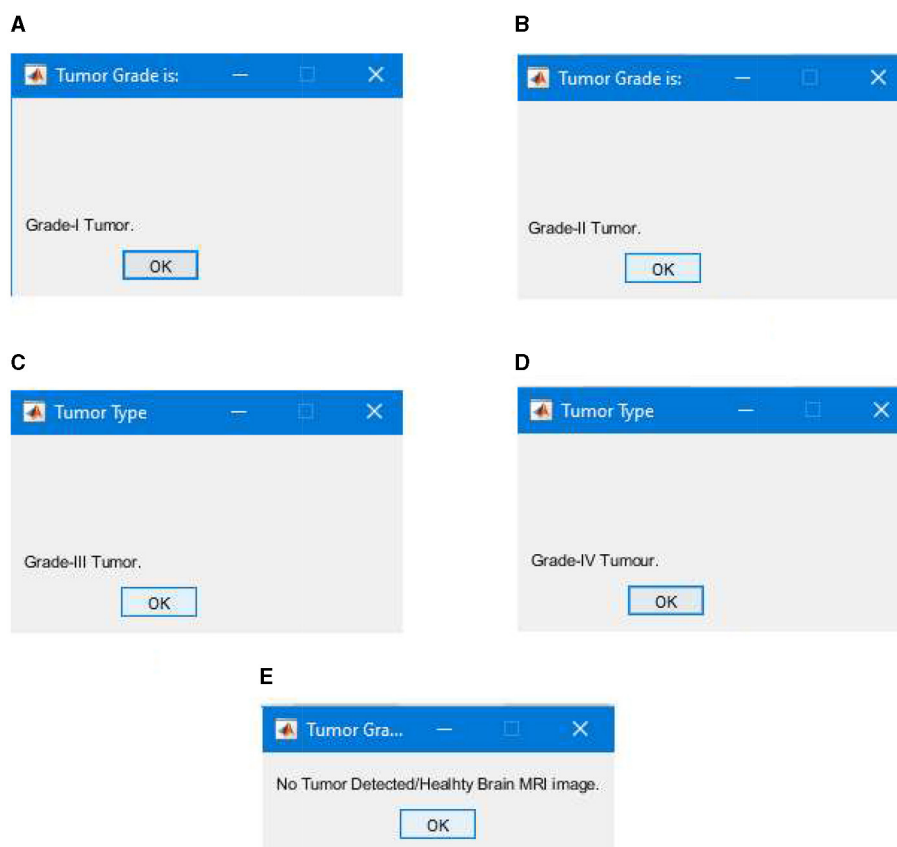 A
Tumor Grade is:
Grade-I Tumor.
OK
B
Tumor Grade is:
Grade-II Tumor.
OK
C
Tumor Type
Grade-III Tumor.
OK
D
Tumor Type
Grade-IV Tumour.
OK
E
Tumor Gra...
No Tumor Detected/Healhty Brain MRI image.
OK